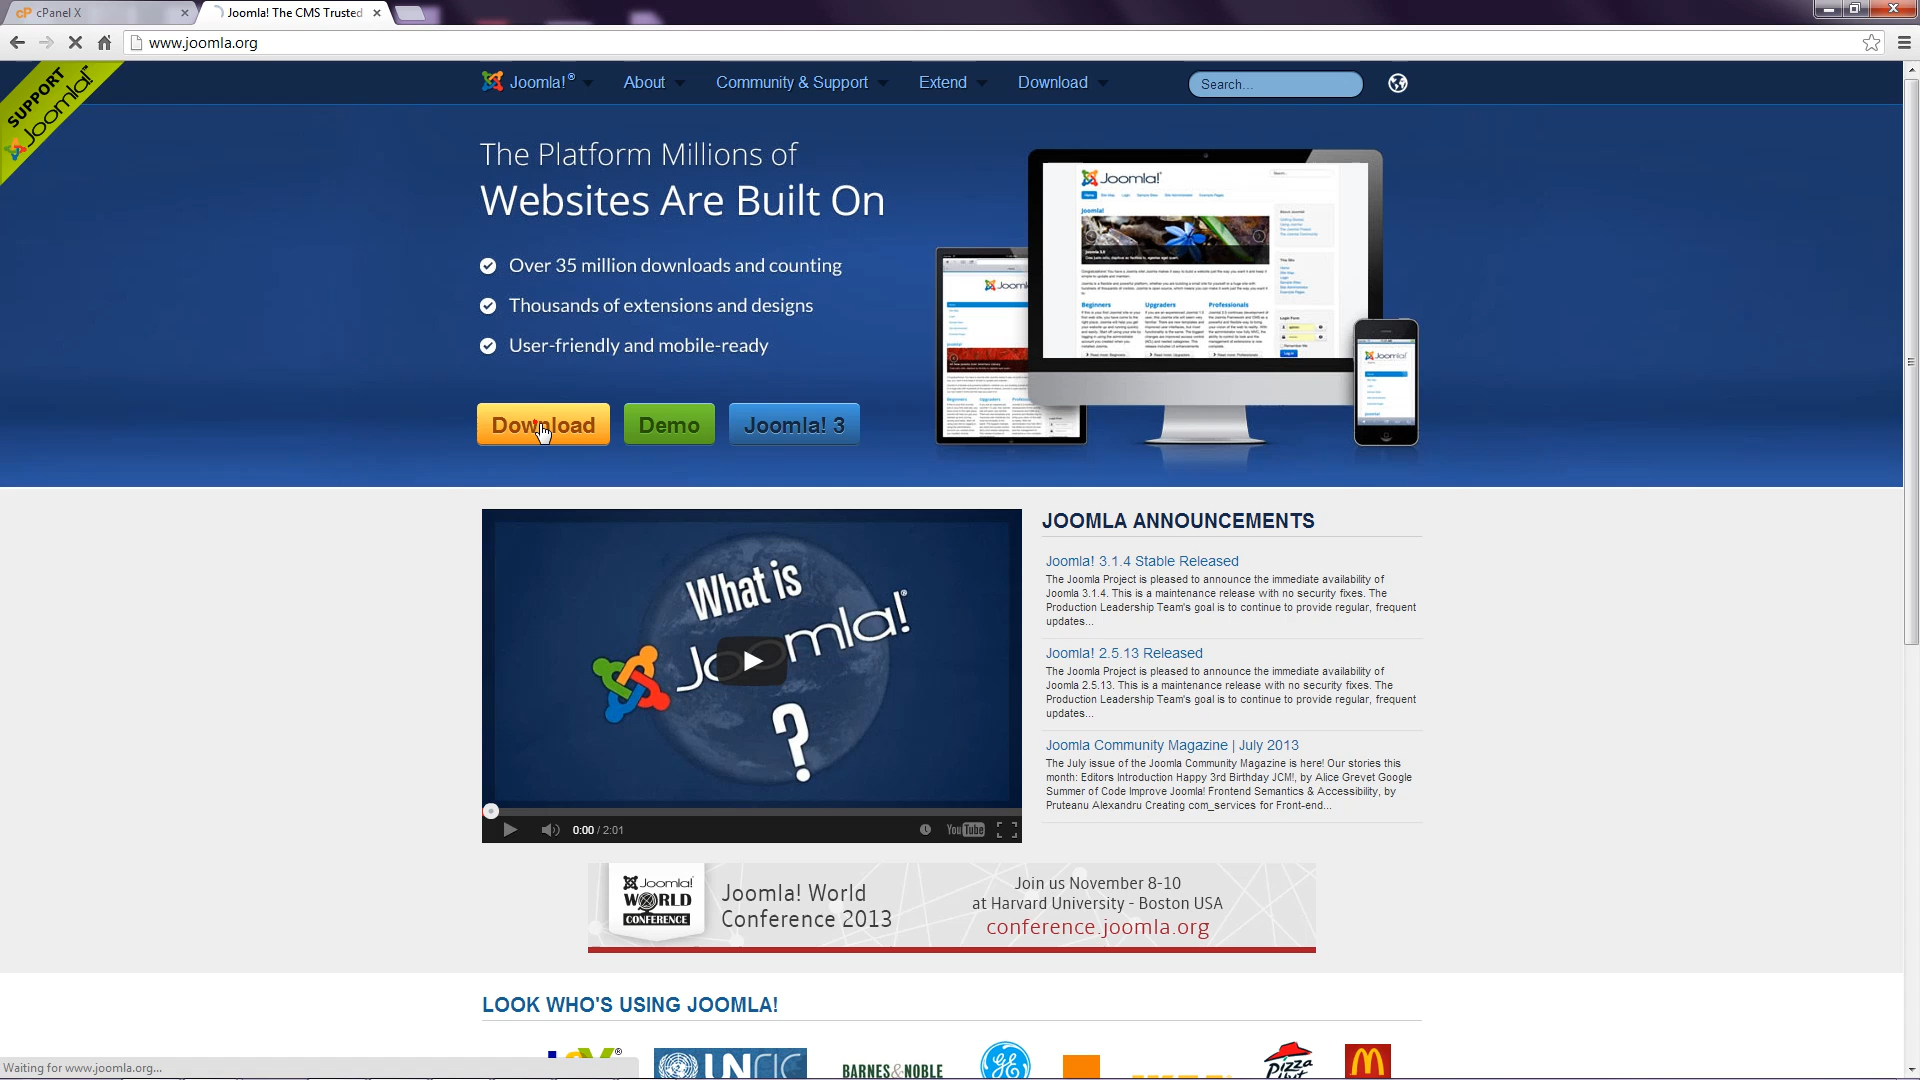 cPanel X
Joomla! The CMS Trusted
www.joomla.org
SUPPORT
Joomla!™
Joomla!® About Community & Support Extend Download Search...
The Platform Millions of
Websites Are Built On
Over 35 million downloads and counting
Thousands of extensions and designs
User-friendly and mobile-ready
Download Demo Joomla! 3
Joomla!
Joomla!
Beginners Upgraders Professionals
Joomla!
What is
Joomla!®
?
0:00 / 2:01
YouTube
JOOMLA ANNOUNCEMENTS
Joomla! 3.1.4 Stable Released
The Joomla Project is pleased to announce the immediate availability of
Joomla 3.1.4. This is a maintenance release with no security fixes. The
Production Leadership Team's goal is to continue to provide regular, frequent
updates...
Joomla! 2.5.13 Released
The Joomla Project is pleased to announce the immediate availability of
Joomla 2.5.13. This is a maintenance release with no security fixes. The
Production Leadership Team's goal is to continue to provide regular, frequent
updates...
Joomla Community Magazine | July 2013
The July issue of the Joomla Community Magazine is here! Our stories this
month: Editors Introduction Happy 3rd Birthday JCM!, by Alice Grevet Google
Summer of Code Improve Joomla! Frontend Semantics & Accessibility, by
Pruteanu Alexandru Creating com_services for Front-end...
Joomla!
WORLD
CONFERENCE
Joomla! World
Conference 2013
Join us November 8-10
at Harvard University - Boston USA
conference.joomla.org
LOOK WHO'S USING JOOMLA!
UNRIC
BARNES&NOBLE
Pizza
Hut
Waiting for www.joomla.org...